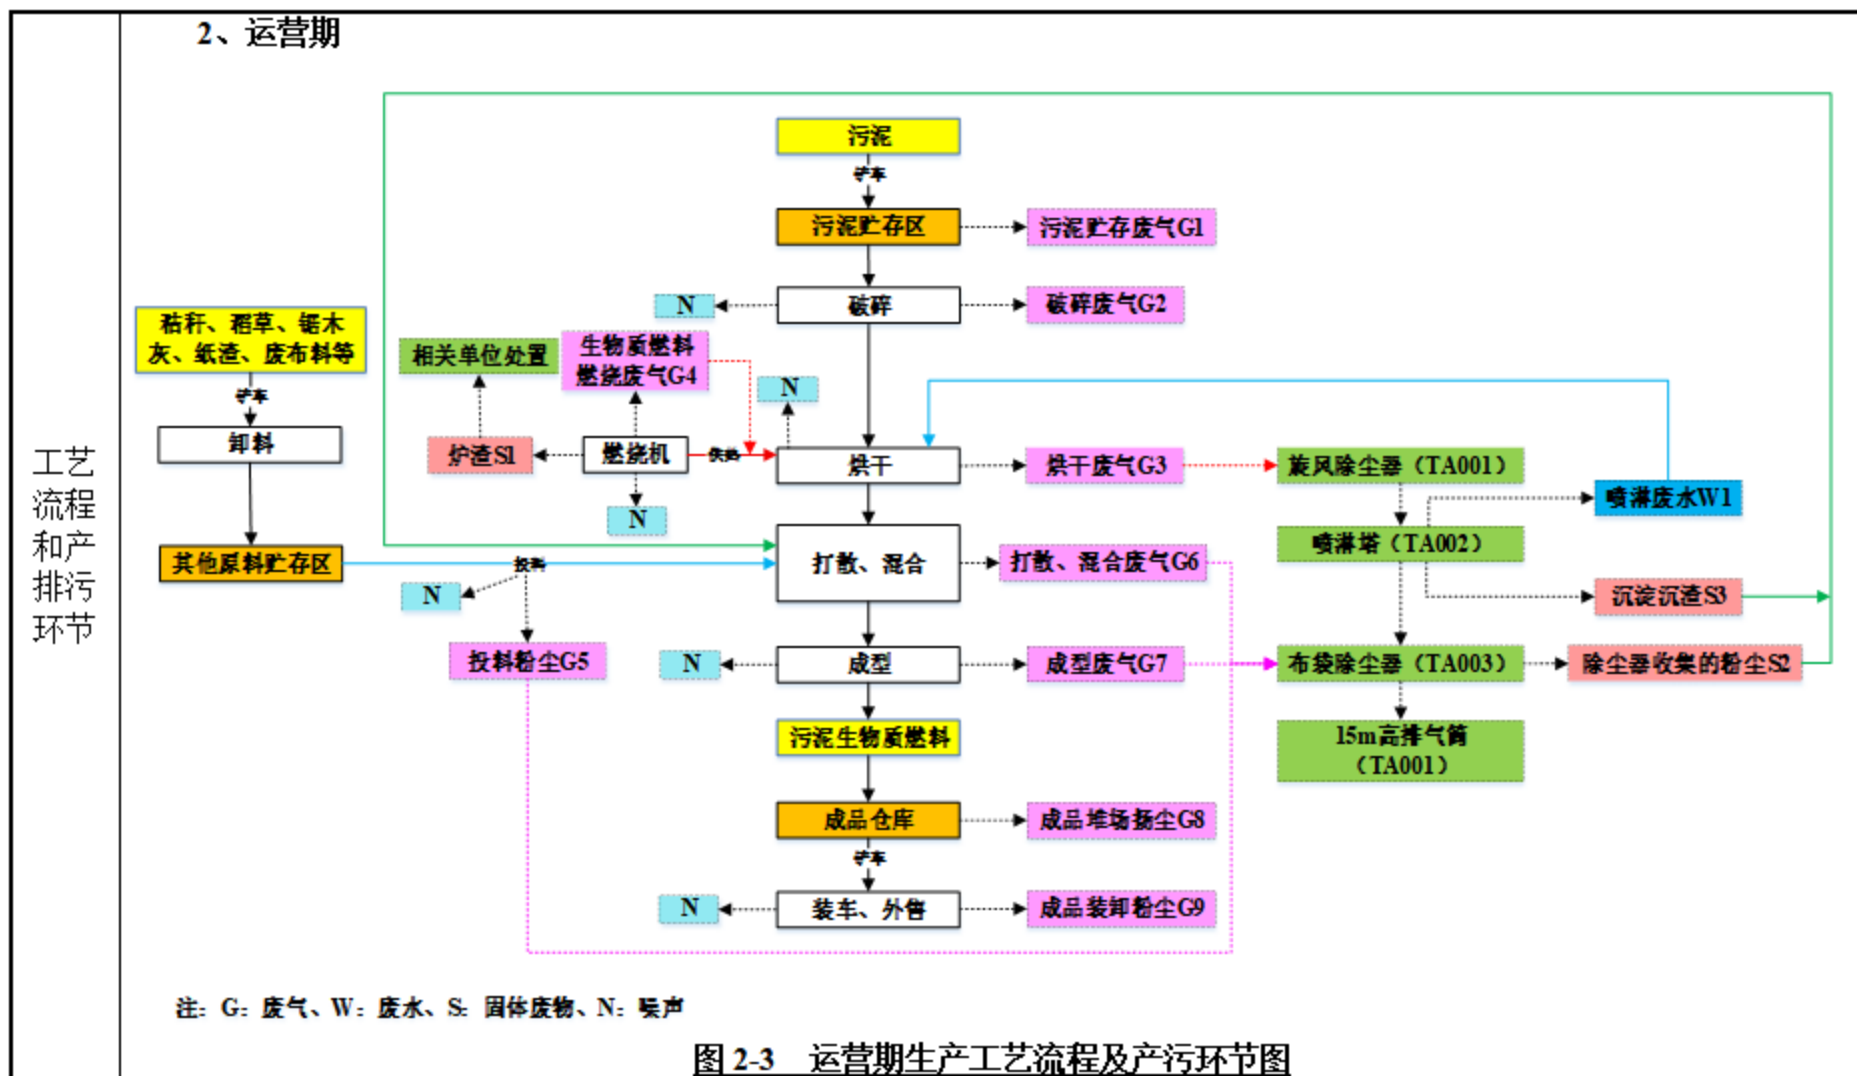 2、运营期
工艺
流程
和产
排污
环节
污泥
铲车
污泥贮存区
污泥贮存废气G1
N
破碎
破碎废气G2
秸秆、稻草、锯木
灰、纸渣、废布料等
铲车
卸料
其他原料贮存区
相关单位处置
生物质燃料
燃烧废气G4
N
炉渣S1
燃烧机
供热
烘干
烘干废气G3
旋风除尘器（TA001）
N
喷淋废水W1
喷淋塔（TA002）
投料
打散、混合
打散、混合废气G6
N
沉淀沉渣S3
投料粉尘G5
N
成型
成型废气G7
布袋除尘器（TA003）
除尘器收集的粉尘S2
污泥生物质燃料
15m高排气筒
（TA001）
成品仓库
成品堆场扬尘G8
铲车
N
装车、外售
成品装卸粉尘G9
注：G：废气、W：废水、S：固体废物、N：噪声
图 2-3 运营期生产工艺流程及产污环节图